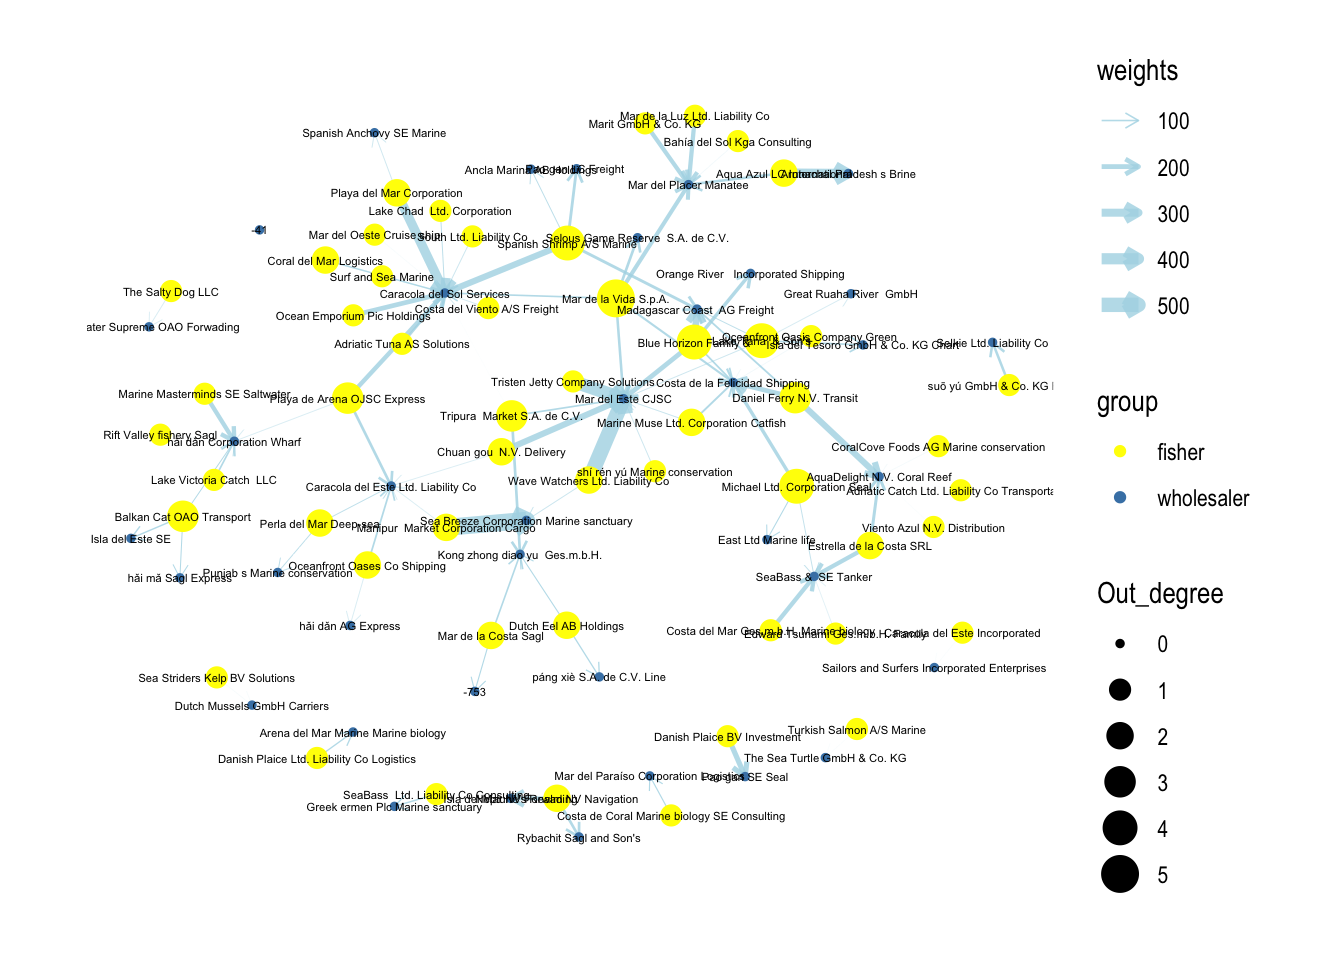 weights
100
200
300
400
500
group
fisher
wholesaler
Out_degree
0
1
2
3
4
5
Mar de la Luz Ltd. Liability Co
Marit GmbH & Co. KG
Spanish Anchovy SE Marine
Bahía del Sol Kga Consulting
Ancla Marina
Freight
Aqua Azul
s Brine
Mar del Placer Manatee
Playa del Mar Corporation
Lake Chad  Ltd. Corporation
-41
Mar del Oeste Cruise ship
South Ltd. Liability Co
Selous Game Reserve  S.A. de C.V.
Spanish Shrimp A/S Marine
Coral del Mar Logistics
Surf and Sea Marine
Orange River  Incorporated Shipping
The Salty Dog LLC
Caracola del Sol Services
Mar de la Vida S.p.A.
Great Ruaha River  GmbH
Costa del Viento A/S Freight
Madagascar Coast  AG Freight
Ocean Emporium Plc Holdings
ater Supreme OAO Forwading
Oceanfront Oasis Company Green
Adriatic Tuna AS Solutions
Blue Horizon Family &
Isla del Tesoro GmbH & Co. KG Chart
Selkie Ltd. Liability Co
Tristen Jetty Company Solutions
Costa de la Felicidad Shipping
suō yú GmbH & Co. KG
Marine Masterminds SE Saltwater
Playa de Arena OJSC Express
Mar del Este CJSC
Daniel Ferry N.V. Transit
Tripura  Market S.A. de C.V.
Marine Muse Ltd. Corporation Catfish
Rift Valley fishery Sagl
hai dan Corporation Wharf
CoralCove Foods AG Marine conservation
Chuan gou  N.V. Delivery
shí rén yú Marine conservation
Lake Victoria Catch  LLC
Wave Watchers Ltd. Liability Co
AquaDelight N.V. Coral Reef
Caracola del Este Ltd. Liability Co
Michael Ltd. Corporation Seal
Adriatic Catch Ltd. Liability Co Transporta
Balkan Cat OAO Transport
Perla del Mar Deep-sea
Sea Breeze Corporation Marine sanctuary
Manipur  Market Corporation Cargo
Viento Azul N.V. Distribution
Isla del Este SE
East Ltd Marine life
Estrella de la Costa SRL
Kong zhong diao yu  Ges.m.b.H.
Oceanfront Oases Co Shipping
Punjab s Marine conservation
hǎi mǎ Sagl Express
SeaBass &  SE Tanker
hǎi dǎn AG Express
Dutch Eel AB Holdings
Mar de la Costa Sagl
Costa del Mar Ges.m.b.H. Marine biology
Edward Tsunami Ges.m.b.H. Family
Caracola del Este Incorporated
Sailors and Surfers Incorporated Enterprises
Sea Striders Kelp BV Solutions
páng xiè S.A. de C.V. Line
-753
Dutch Mussels GmbH Carriers
Arena del Mar Marine Marine biology
Turkish Salmon A/S Marine
Danish Plaice BV Investment
Danish Plaice Ltd. Liability Co Logistics
The Sea Turtle GmbH & Co. KG
Mar del Paraíso Corporation Logistics
SE Seal
SeaBass  Ltd. Liability Co Consulting
NV Navigation
Greek ermen Plc Marine sanctuary
Costa de Coral Marine biology SE Consulting
Rybachit Sagl and Son's